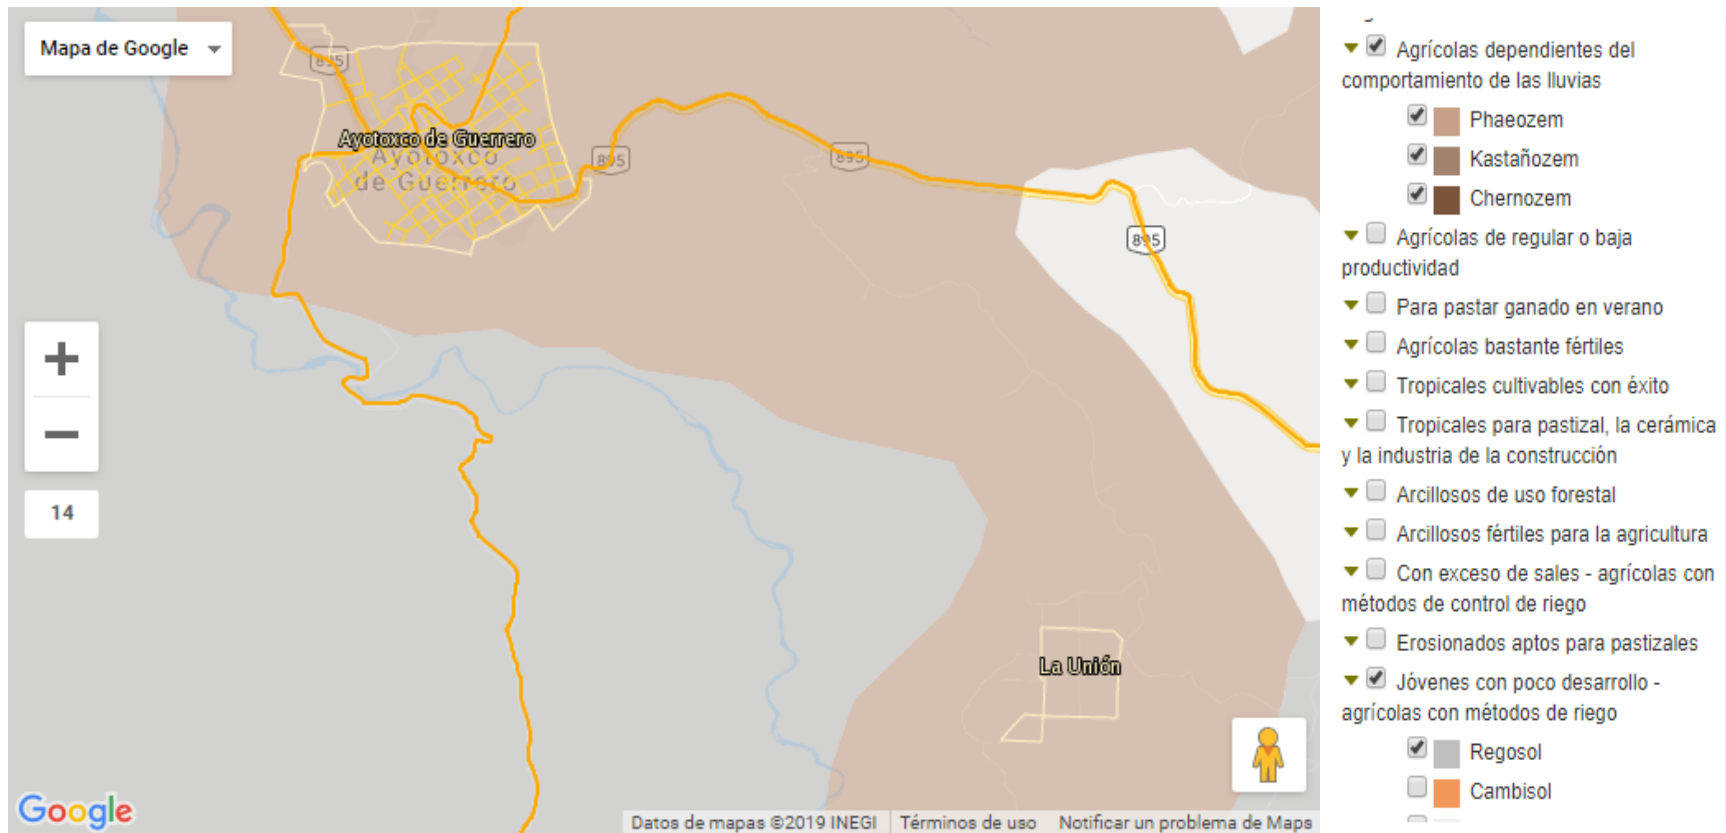 Mapa de Google
895
Ayotoxco de Guerrero
Ayotoxco
de Guerrero
895
895
895
La Unión
14
Google
Datos de mapas ©2019 INEGI
Términos de uso
Notificar un problema de Maps
Agrícolas dependientes del
comportamiento de las lluvias
Phaeozem
Kastañozem
Chernozem
Agrícolas de regular o baja
productividad
Para pastar ganado en verano
Agrícolas bastante fértiles
Tropicales cultivables con éxito
Tropicales para pastizal, la cerámica
y la industria de la construcción
Arcillosos de uso forestal
Arcillosos fértiles para la agricultura
Con exceso de sales - agrícolas con
métodos de control de riego
Erosionados aptos para pastizales
Jóvenes con poco desarrollo -
agrícolas con métodos de riego
Regosol
Cambisol